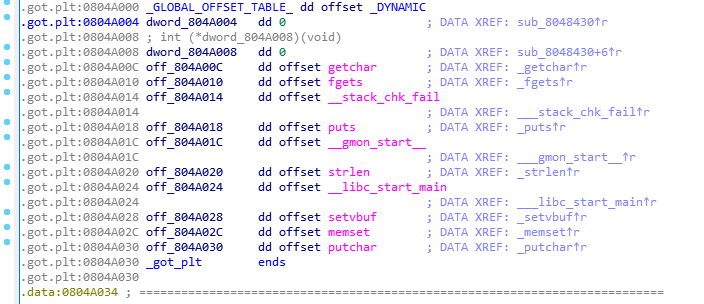 .got.plt:0804A000 _GLOBAL_OFFSET_TABLE_ dd offset _DYNAMIC
.got.plt:0804A004 dword_804A004 dd 0 ; DATA XREF: sub_8048430↑r
.got.plt:0804A008 ; int (*dword_804A008)(void)
.got.plt:0804A008 dword_804A008 dd 0 ; DATA XREF: sub_8048430+6↑r
.got.plt:0804A00C off_804A00C dd offset getchar ; DATA XREF: _getchar↑r
.got.plt:0804A010 off_804A010 dd offset fgets ; DATA XREF: _fgets↑r
.got.plt:0804A014 off_804A014 dd offset __stack_chk_fail
.got.plt:0804A014 ; DATA XREF: ___stack_chk_fail↑r
.got.plt:0804A018 off_804A018 dd offset puts ; DATA XREF: _puts↑r
.got.plt:0804A01C off_804A01C dd offset __gmon_start__
.got.plt:0804A01C ; DATA XREF: ___gmon_start__↑r
.got.plt:0804A020 off_804A020 dd offset strlen ; DATA XREF: _strlen↑r
.got.plt:0804A024 off_804A024 dd offset __libc_start_main
.got.plt:0804A024 ; DATA XREF: ___libc_start_main↑r
.got.plt:0804A028 off_804A028 dd offset setvbuf ; DATA XREF: _setvbuf↑r
.got.plt:0804A02C off_804A02C dd offset memset ; DATA XREF: _memset↑r
.got.plt:0804A030 off_804A030 dd offset putchar ; DATA XREF: _putchar↑r
.got.plt:0804A030 _got_plt ends
.got.plt:0804A030
.data:0804A034 ; ===========================================================================